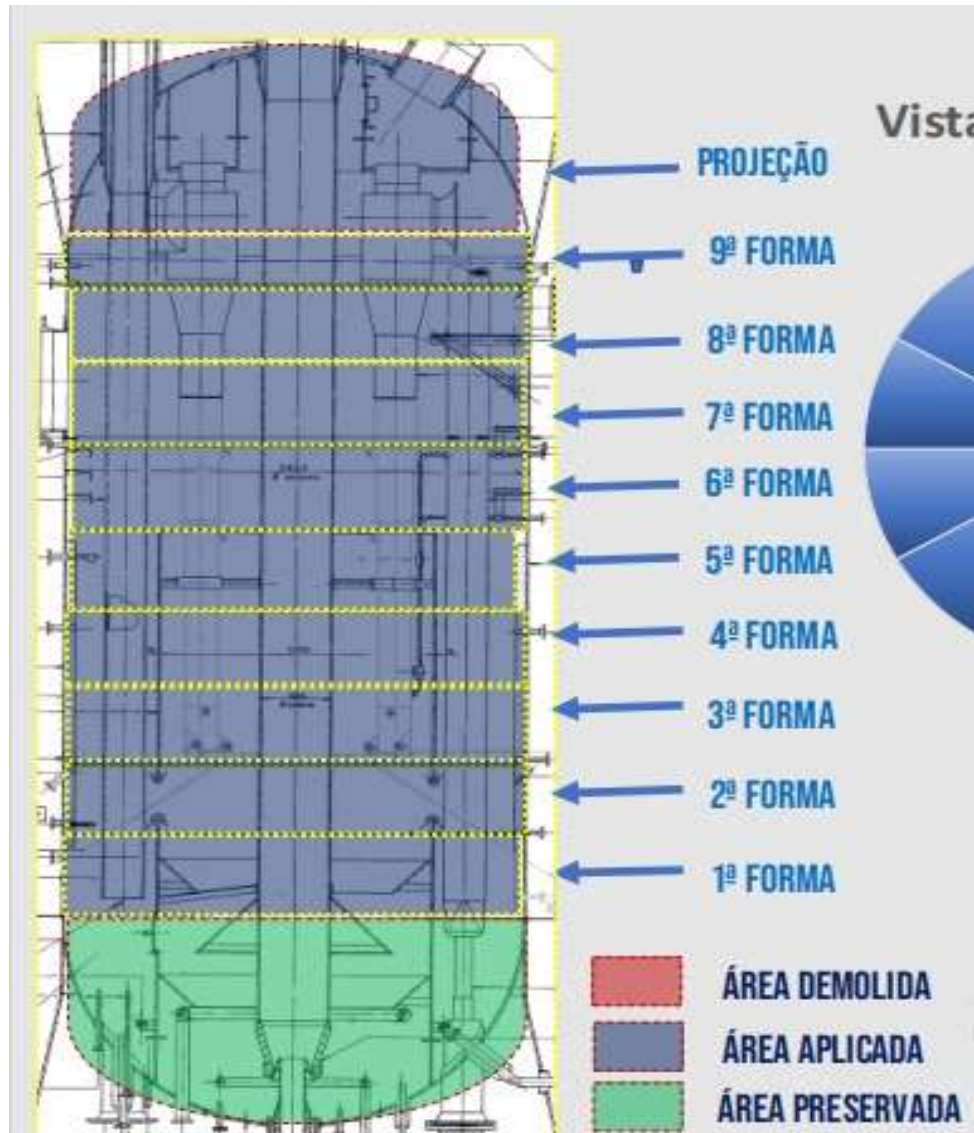 Vista
PROJEÇÃO
9ª FORMA
8ª FORMA
7ª FORMA
6ª FORMA
5ª FORMA
4ª FORMA
3ª FORMA
2ª FORMA
1ª FORMA
ÁREA DEMOLIDA
ÁREA APLICADA
ÁREA PRESERVADA